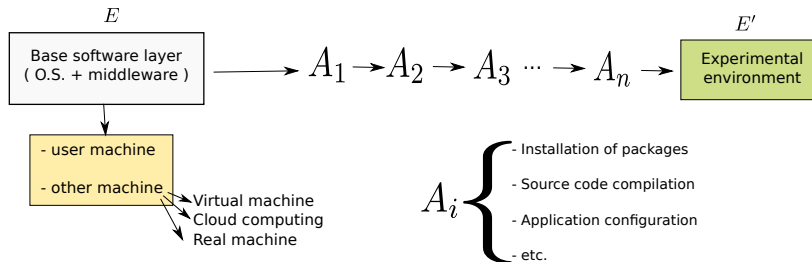 E
E'
Base software layer
( O.S. + middleware )
A1
A2
A3
...
An
Experimental
environment
- user machine
- other machine
Virtual machine
Cloud computing
Real machine
Ai
- Installation of packages
- Source code compilation
- Application configuration
- etc.